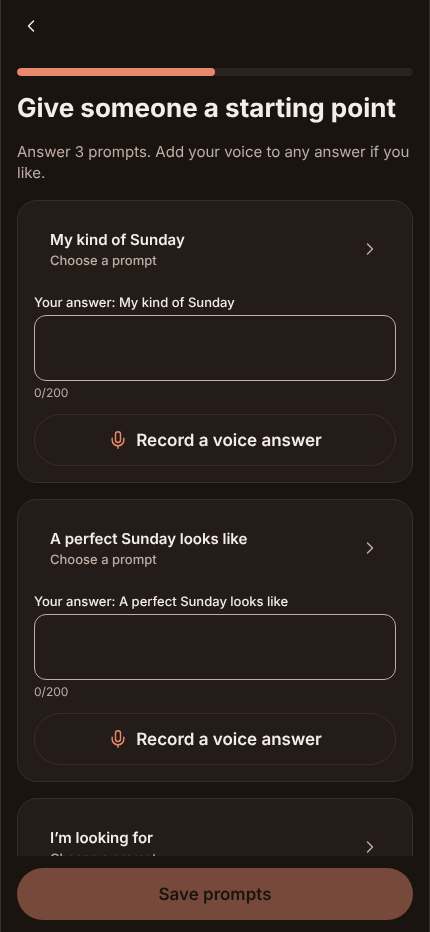 Give someone a starting point
Answer 3 prompts. Add your voice to any answer if you
like.
My kind of Sunday
Choose a prompt
Your answer: My kind of Sunday
0/200
Record a voice answer
A perfect Sunday looks like
Choose a prompt
Your answer: A perfect Sunday looks like
0/200
Record a voice answer
I’m looking for
Save prompts